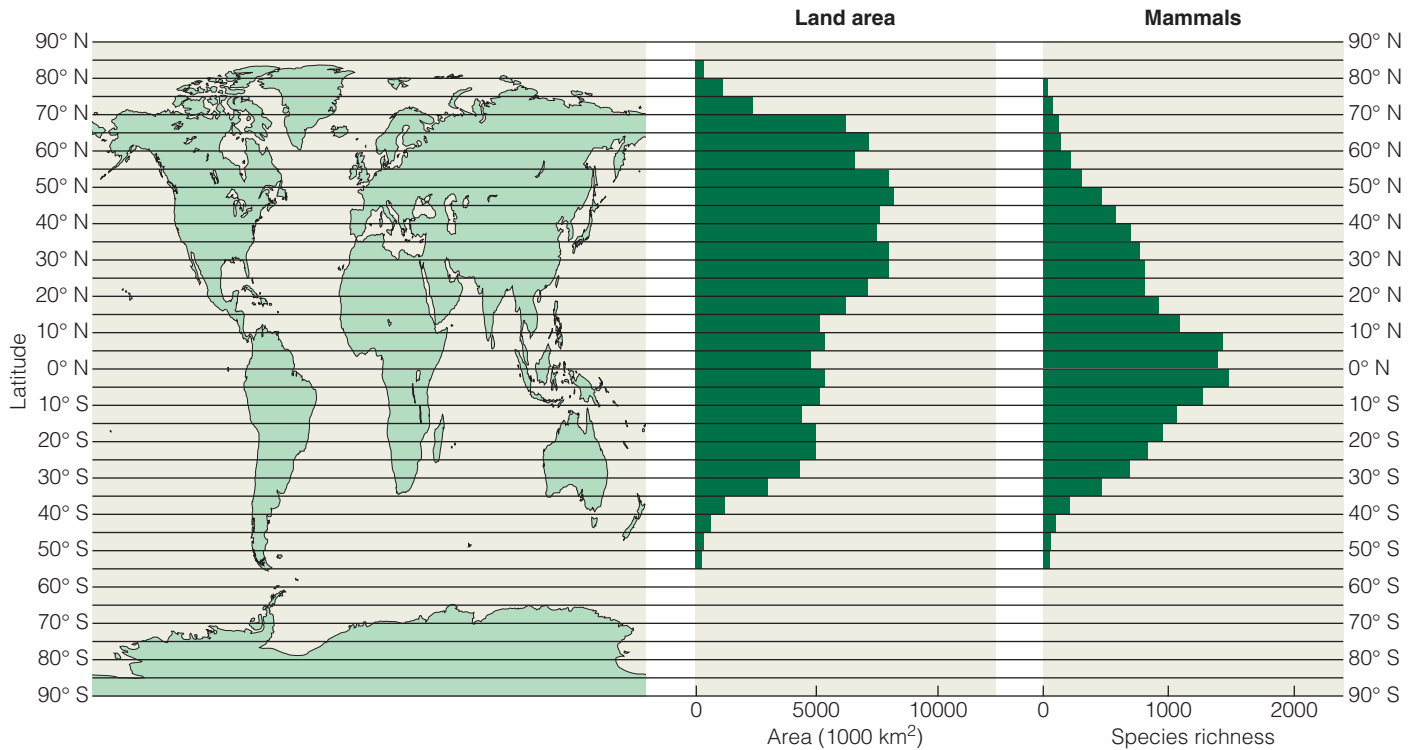 Land area
Mammals
90° N
80° N
70° N
60° N
50° N
40° N
30° N
20° N
10° N
0° N
10° S
20° S
30° S
40° S
50° S
60° S
70° S
80° S
90° S
Latitude
90° N
80° N
70° N
60° N
50° N
40° N
30° N
20° N
10° N
0° N
10° S
20° S
30° S
40° S
50° S
60° S
70° S
80° S
90° S
0 5000 10000
Area (1000 km²)
0 1000 2000
Species richness